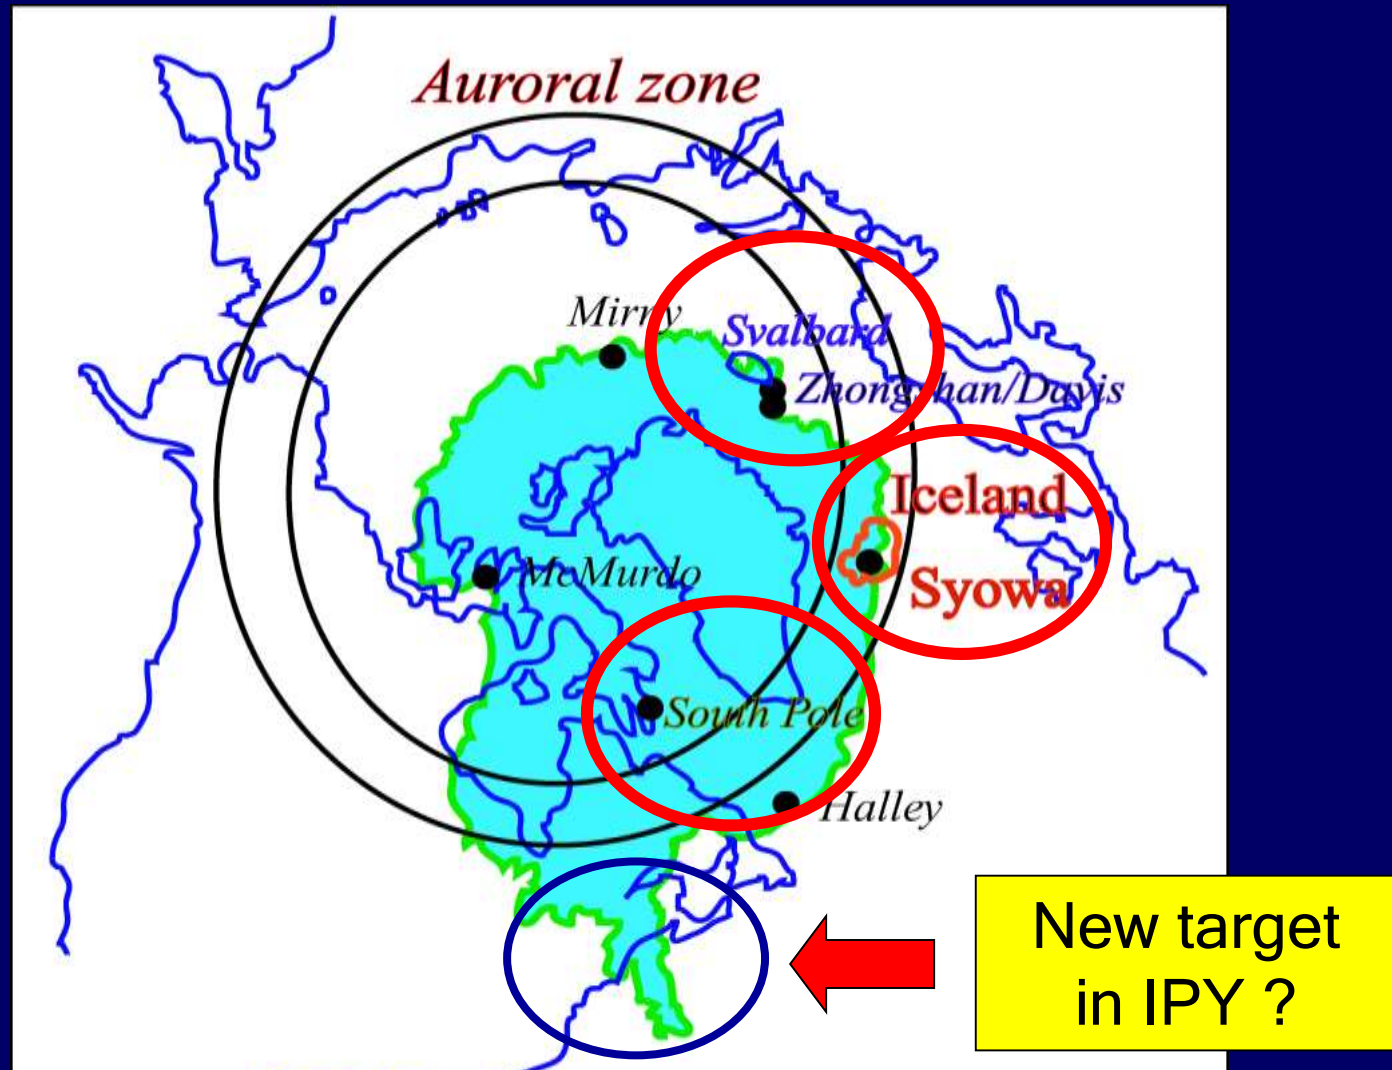 Auroral zone
Mirny
Svalbard
Zhongshan/Davis
Iceland
Syowa
McMurdo
South Pole
Halley
New target
in IPY ?